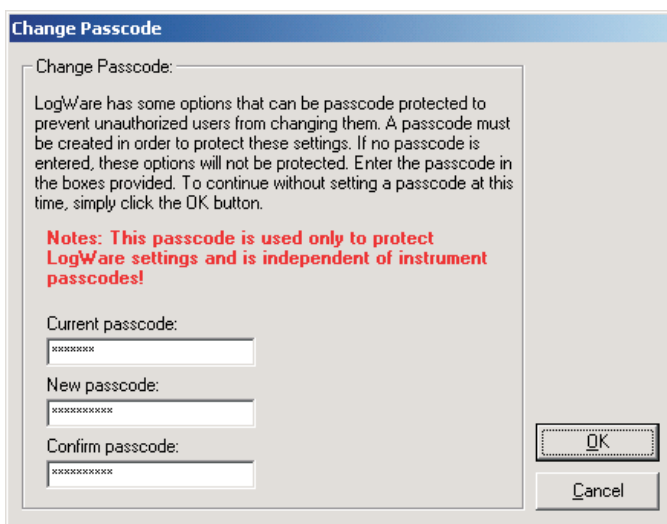 Change Passcode
Change Passcode:
LogWare has some options that can be passcode protected to
prevent unauthorized users from changing them. A passcode must
be created in order to protect these settings. If no passcode is
entered, these options will not be protected. Enter the passcode in
the boxes provided. To continue without setting a passcode at this
time, simply click the OK button.
Notes: This passcode is used only to protect
LogWare settings and is independent of instrument
passcodes!
Current passcode:
*******
New passcode:
**********
Confirm passcode:
**********
OK
Cancel